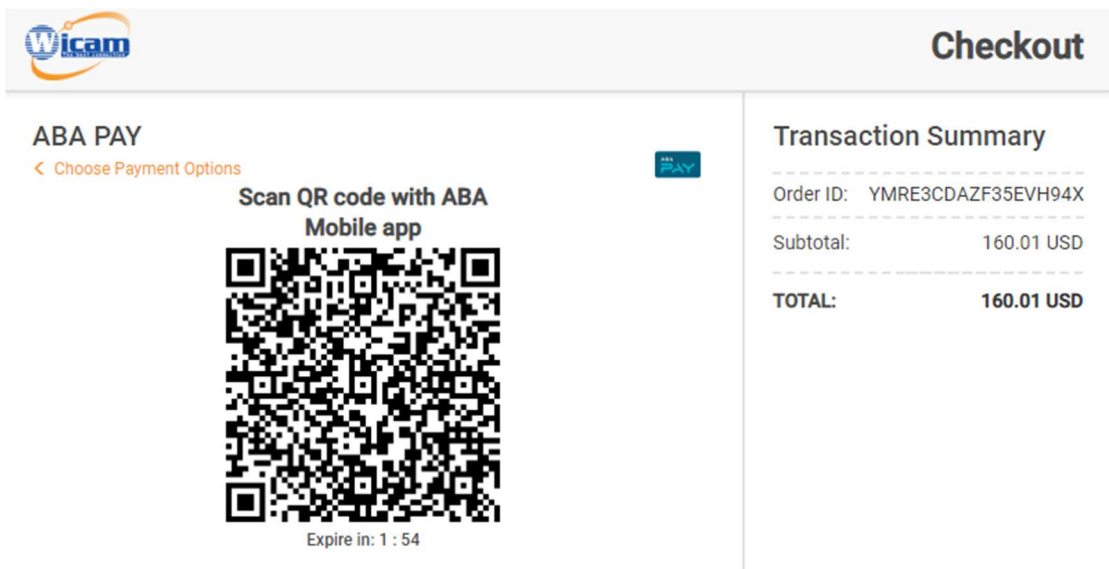 Wicam
Checkout
ABA PAY
< Choose Payment Options
ABA
PAY
Scan QR code with ABA
Mobile app
Expire in: 1 : 54
Transaction Summary
Order ID: YMRE3CDAZF35EVH94X
Subtotal: 160.01 USD
TOTAL: 160.01 USD